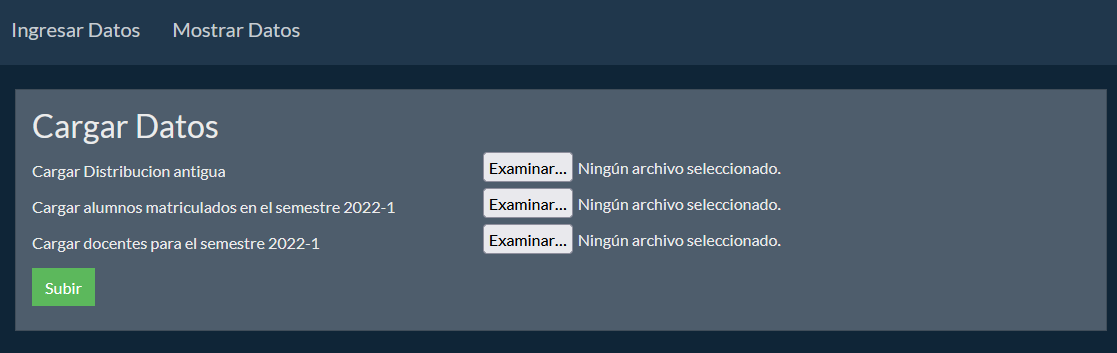 Ingresar Datos Mostrar Datos
Cargar Datos
Cargar Distribucion antigua Examinar... Ningún archivo seleccionado.
Cargar alumnos matriculados en el semestre 2022-1 Examinar... Ningún archivo seleccionado.
Cargar docentes para el semestre 2022-1 Examinar... Ningún archivo seleccionado.
Subir